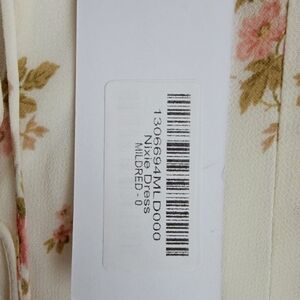 1306694MLD000
Nixie Dress
MILDRED - 0